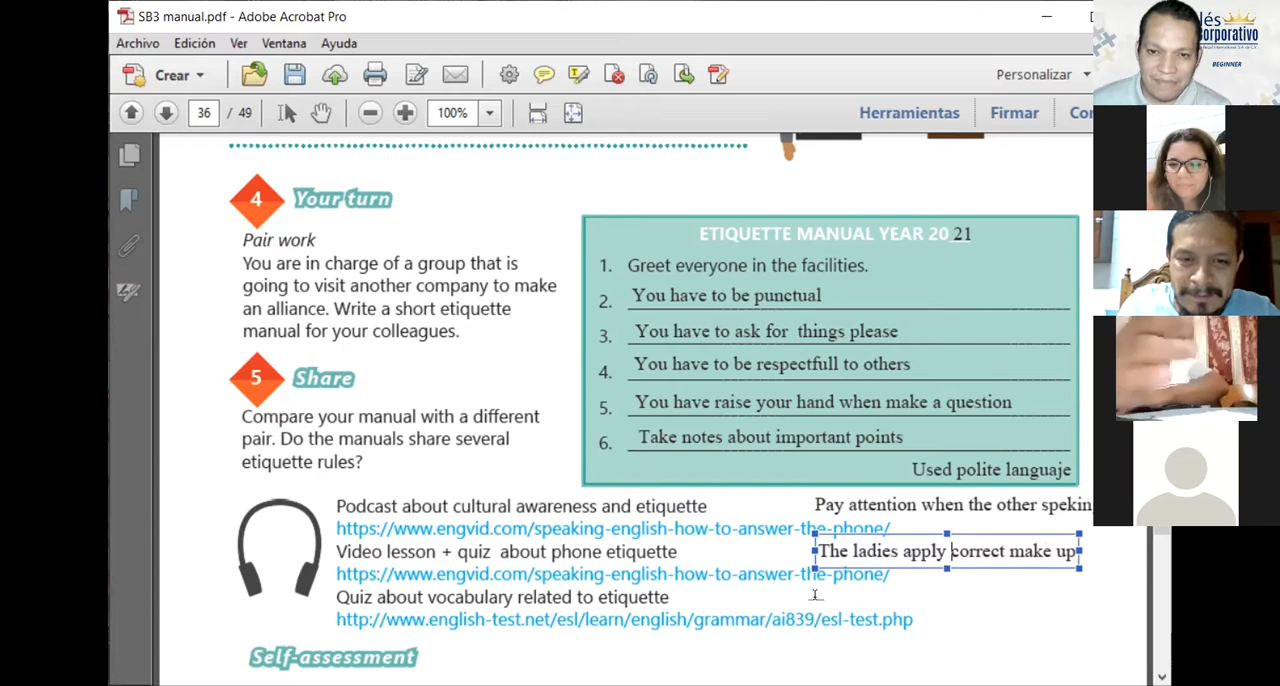 SB3 manual.pdf - Adobe Acrobat Pro
Archivo Edición Ver Ventana Ayuda
Crear
Personalizar
36 / 49
100%
Herramientas
Firmar
Co
4 Your turn
Pair work
You are in charge of a group that is
going to visit another company to make
an alliance. Write a short etiquette
manual for your colleagues.
5 Share
Compare your manual with a different
pair. Do the manuals share several
etiquette rules?
ETIQUETTE MANUAL YEAR 20 21
1. Greet everyone in the facilities.
2. You have to be punctual
3. You have to ask for things please
4. You have to be respectfull to others
5. You have raise your hand when make a question
6. Take notes about important points
Used polite languaje
Pay attention when the other spekin
The ladies apply correct make up
Podcast about cultural awareness and etiquette
https://www.engvid.com/speaking-english-how-to-answer-the-phone/
Video lesson + quiz about phone etiquette
https://www.engvid.com/speaking-english-how-to-answer-the-phone/
Quiz about vocabulary related to etiquette
http://www.english-test.net/esl/learn/english/grammar/ai839/esl-test.php
Self-assessment
lés
corporativo
BEGINNER